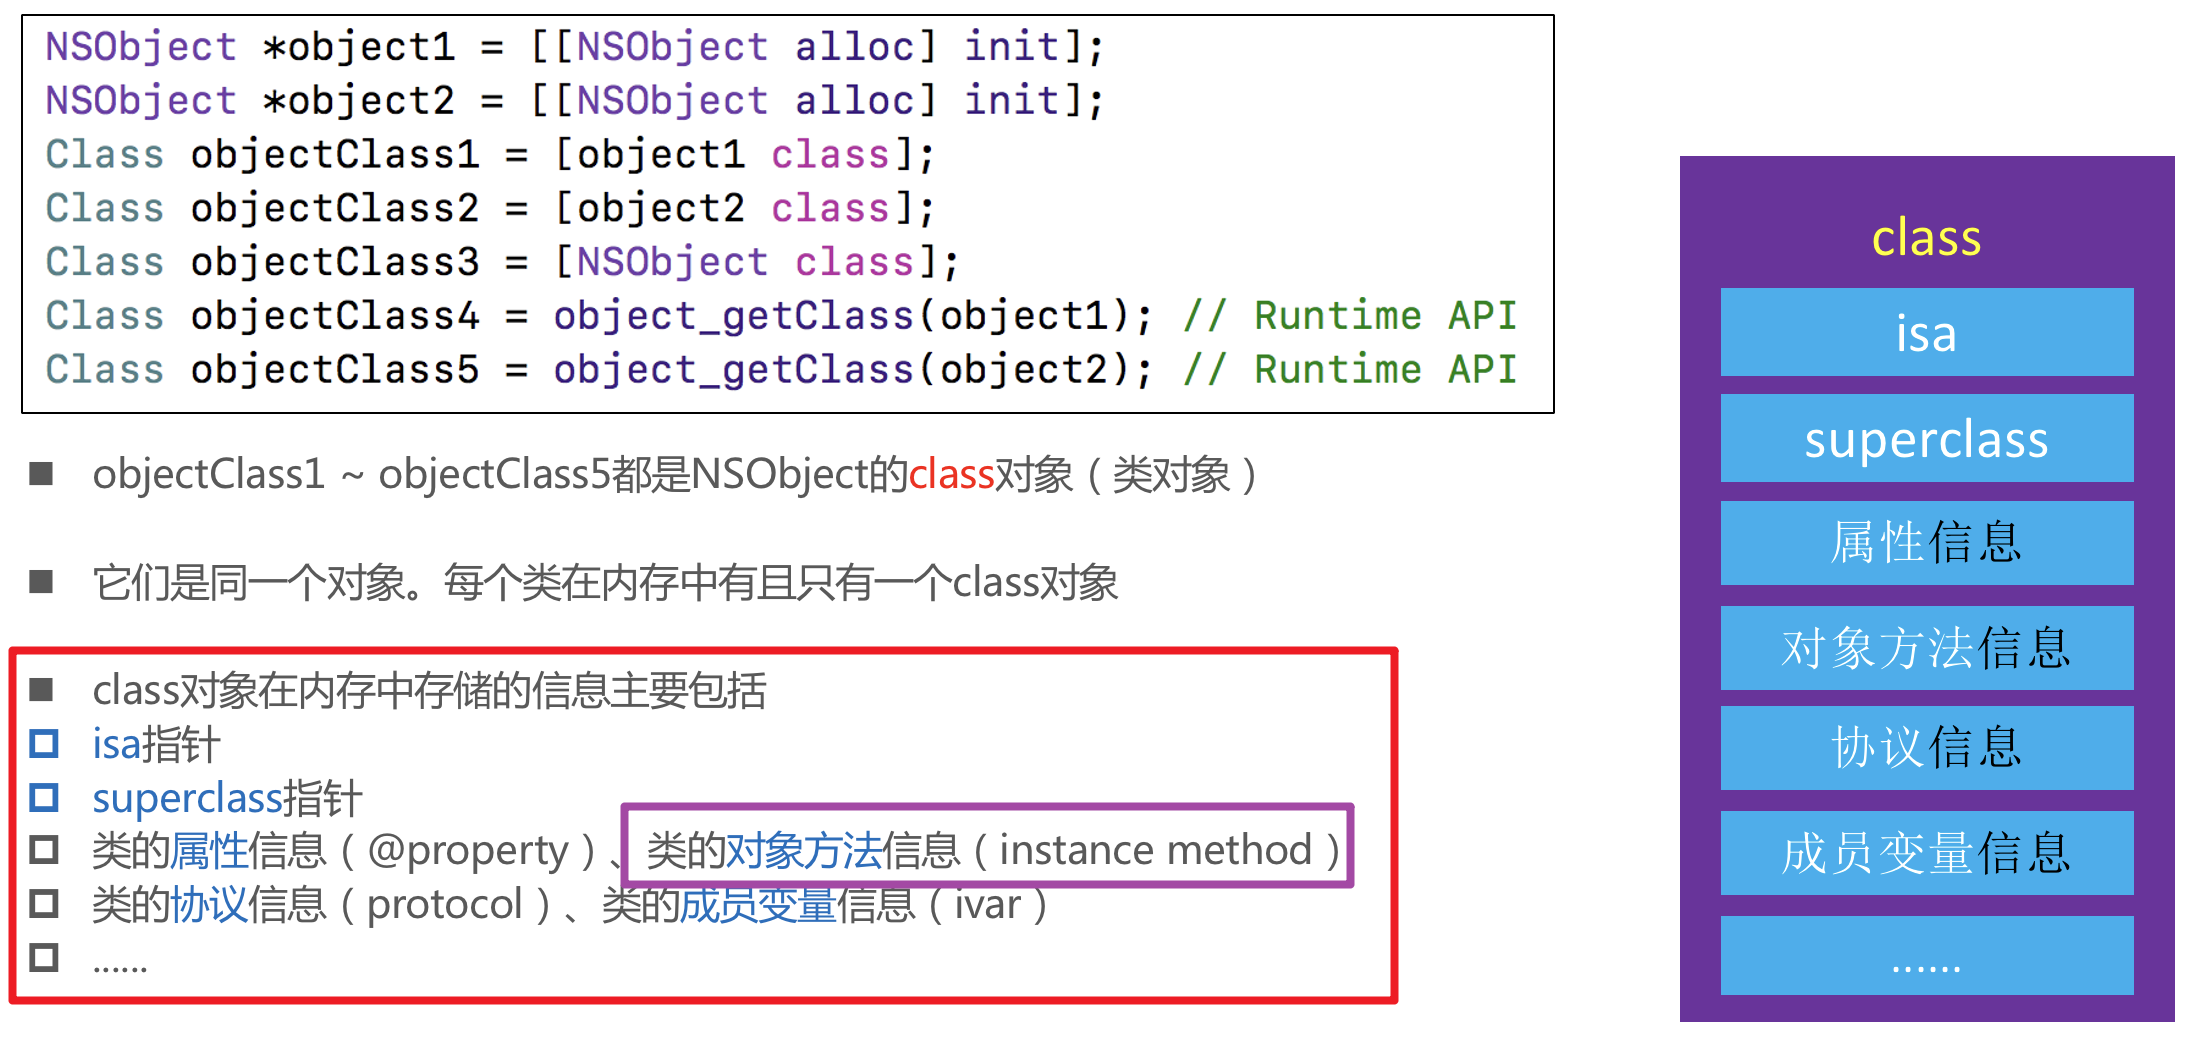 NSObject *object1 = [[NSObject alloc] init];
NSObject *object2 = [[NSObject alloc] init];
Class objectClass1 = [object1 class];
Class objectClass2 = [object2 class];
Class objectClass3 = [NSObject class];
Class objectClass4 = object_getClass(object1); // Runtime API
Class objectClass5 = object_getClass(object2); // Runtime API
objectClass1 ~ objectClass5都是NSObject的class对象（类对象）
它们是同一个对象。每个类在内存中有且只有一个class对象
class对象在内存中存储的信息主要包括
isa指针
superclass指针
类的属性信息（@property）、类的对象方法信息（instance method）
类的协议信息（protocol）、类的成员变量信息（ivar）
......
class
isa
superclass
属性信息
对象方法信息
协议信息
成员变量信息
......